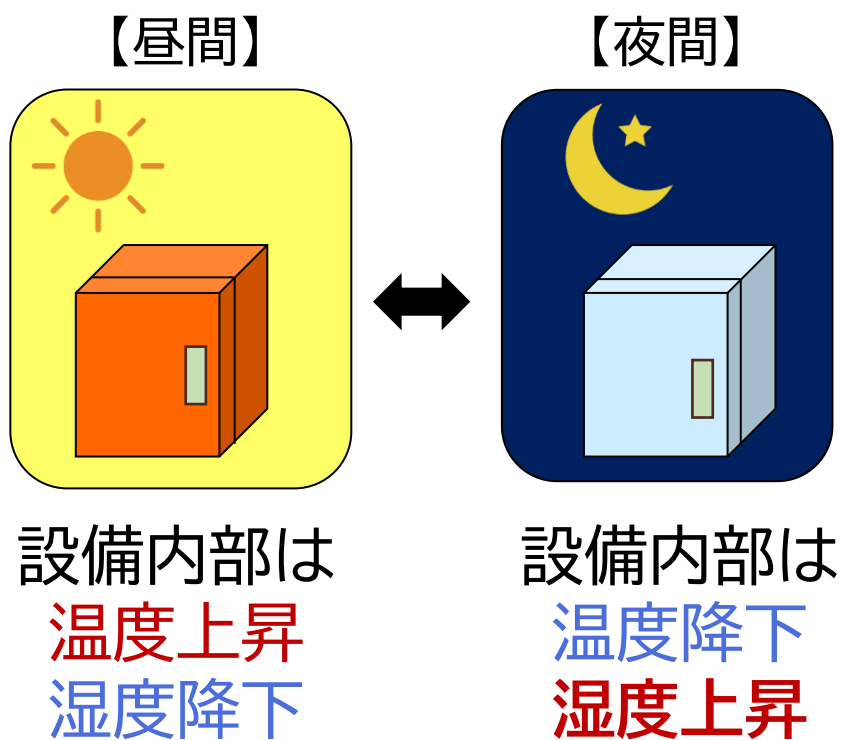 【昼間】
設備内部は
温度上昇
湿度降下
【夜間】
設備内部は
温度降下
湿度上昇